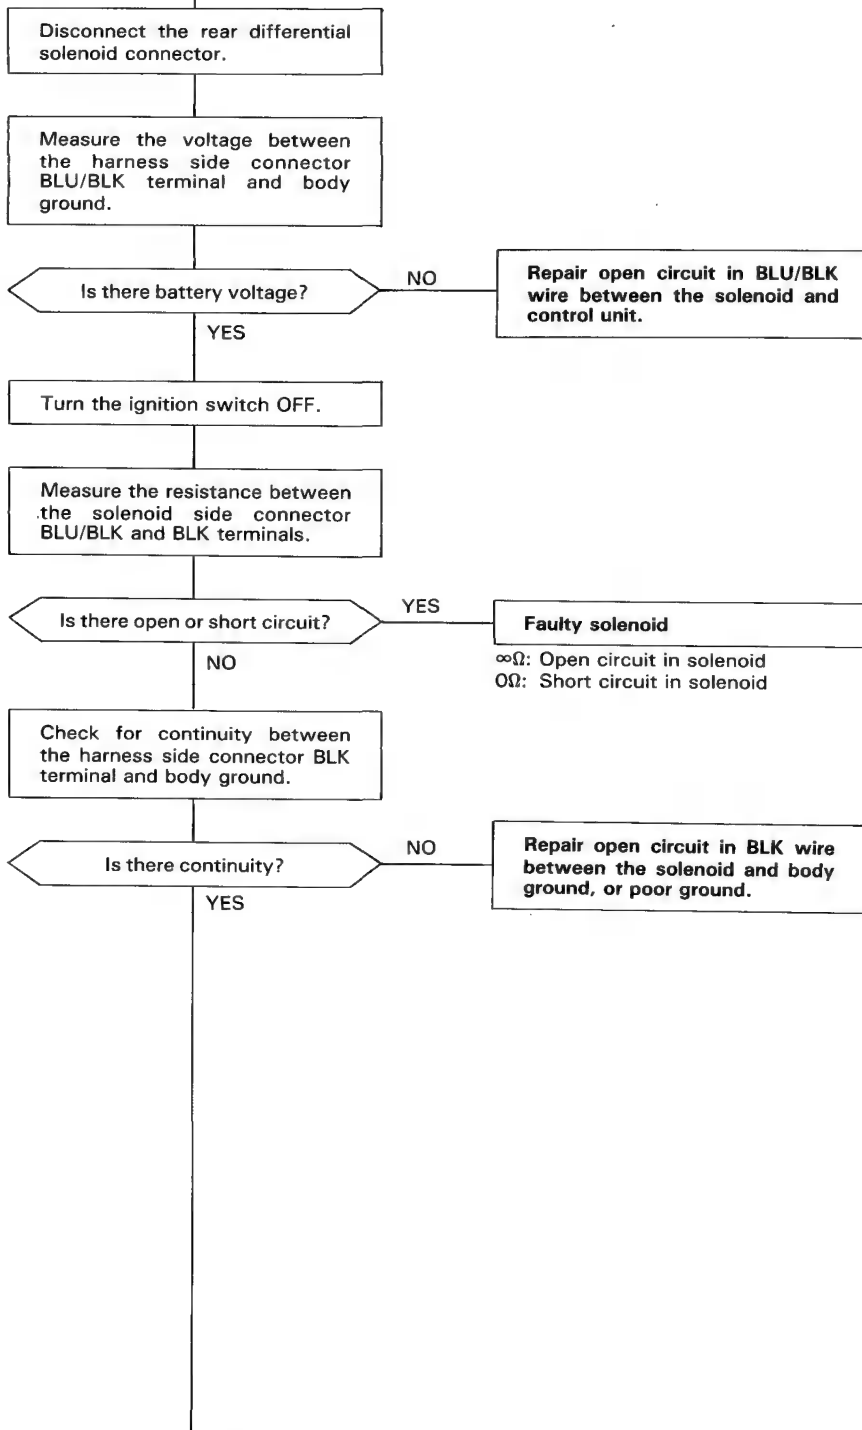 Disconnect the rear differential
solenoid connector.
Measure the voltage between
the harness side connector
BLU/BLK terminal and body
ground.
Is there battery voltage?
NO
Repair open circuit in BLU/BLK
wire between the solenoid and
control unit.
YES
Turn the ignition switch OFF.
Measure the resistance between
the solenoid side connector
BLU/BLK and BLK terminals.
Is there open or short circuit?
YES
Faulty solenoid
∞Ω: Open circuit in solenoid
0Ω: Short circuit in solenoid
NO
Check for continuity between
the harness side connector BLK
terminal and body ground.
Is there continuity?
NO
Repair open circuit in BLK wire
between the solenoid and body
ground, or poor ground.
YES